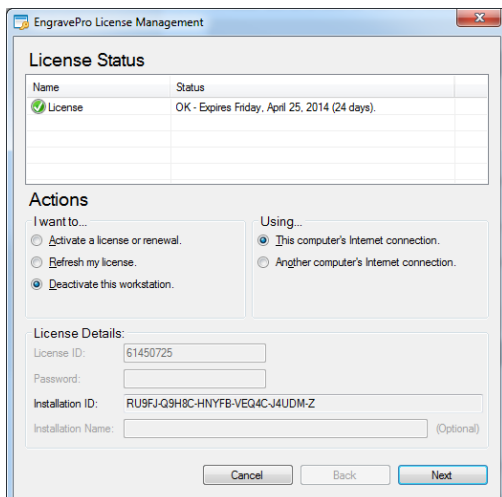 EngravePro License Management
License Status
Name Status
License OK - Expires Friday, April 25, 2014 (24 days).
Actions
I want to... Using...
Activate a license or renewal. This computer's Internet connection.
Refresh my license. Another computer's Internet connection.
Deactivate this workstation.
License Details:
License ID: 61450725
Password:
Installation ID: RU9FJ-Q9H8C-HNYFB-VEQ4C-J4UDM-Z
Installation Name: (Optional)
Cancel Back Next